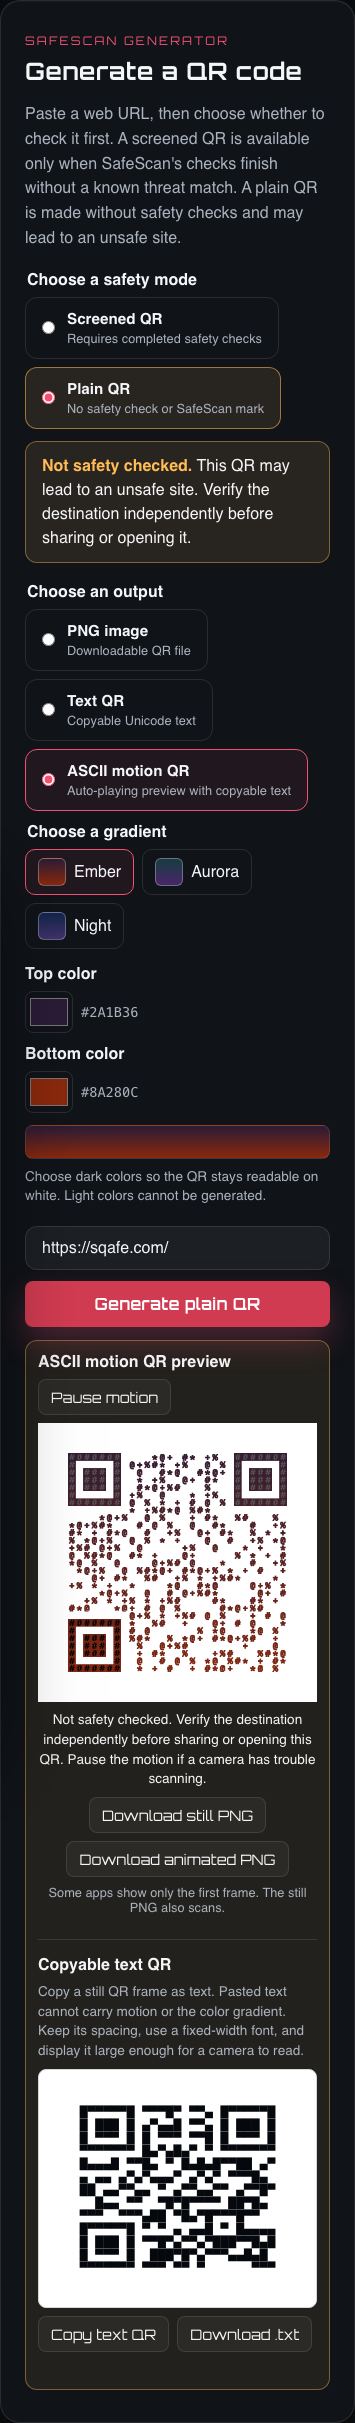 SAFESCAN GENERATOR
Generate a QR code
Paste a web URL, then choose whether to
check it first. A screened QR is available
only when SafeScan's checks finish
without a known threat match. A plain QR
is made without safety checks and may
lead to an unsafe site.
Choose a safety mode
Screened QR
Requires completed safety checks
Plain QR
No safety check or SafeScan mark
Not safety checked. This QR may
lead to an unsafe site. Verify the
destination independently before
sharing or opening it.
Choose an output
PNG image
Downloadable QR file
Text QR
Copyable Unicode text
ASCII motion QR
Auto-playing preview with copyable text
Choose a gradient
Ember
Aurora
Night
Top color
#2A1B36
Bottom color
#8A280C
Choose dark colors so the QR stays readable on
white. Light colors cannot be generated.
https://sqafe.com/
Generate plain QR
ASCII motion QR preview
Pause motion
Not safety checked. Verify the destination
independently before sharing or opening this
QR. Pause the motion if a camera has trouble
scanning.
Download still PNG
Download animated PNG
Some apps show only the first frame. The still
PNG also scans.
Copyable text QR
Copy a still QR frame as text. Pasted text
cannot carry motion or the color gradient.
Keep its spacing, use a fixed-width font, and
display it large enough for a camera to read.
Copy text QR
Download .txt